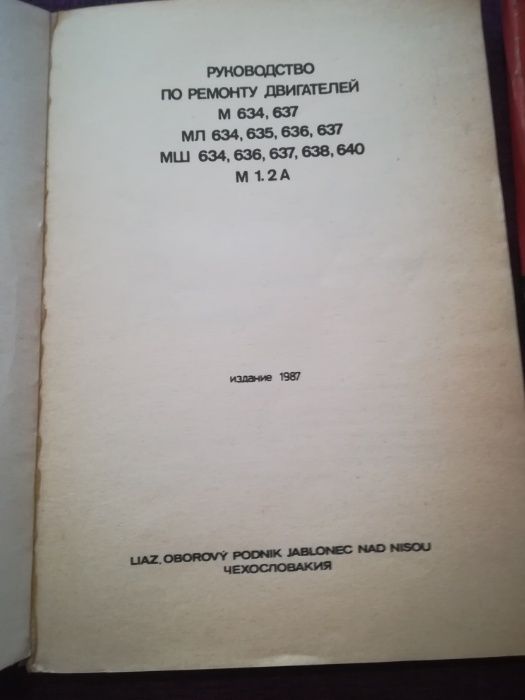 РУКОВОДСТВО
ПО РЕМОНТУ ДВИГАТЕЛЕЙ
М 634, 637
МЛ 634, 635, 636, 637
МШ 634, 636, 637, 638, 640
М 1.2 А
издание 1987
LIAZ, OBOROVÝ PODNIK JABLONEC NAD NISOU
ЧЕХОСЛОВАКИЯ